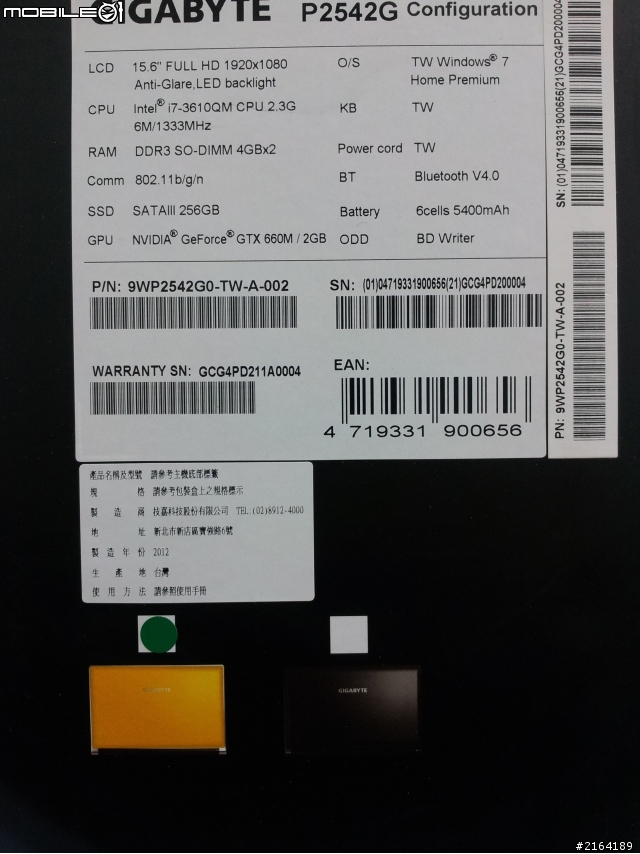 MOBILE01
GIGABYTE P2542G Configuration
LCD 15.6" FULL HD 1920x1080 O/S TW Windows® 7
Anti-Glare,LED backlight Home Premium
CPU Intel® i7-3610QM CPU 2.3G KB TW
6M/1333MHz
RAM DDR3 SO-DIMM 4GBx2 Power cord TW
Comm 802.11b/g/n BT Bluetooth V4.0
SSD SATAIII 256GB Battery 6cells 5400mAh
GPU NVIDIA® GeForce® GTX 660M / 2GB ODD BD Writer
P/N: 9WP2542G0-TW-A-002 SN: (01)04719331900656(21)GCG4PD200004
WARRANTY SN: GCG4PD211A0004 EAN:
4 719331 900656
SN: (01)04719331900656(21)GCG4PD200004
PN: 9WP2542G0-TW-A-002
產品名稱及型號 請參考主機底部標籤
規格 請參考包裝盒上之規格標示
製造商 技嘉科技股份有限公司 TEL:(02)8912-4000
地址 新北市新店區寶強路6號
製造年份 2012
生產地 台灣
使用方法 請參照使用手冊
GIGABYTE
GIGABYTE
#2164189